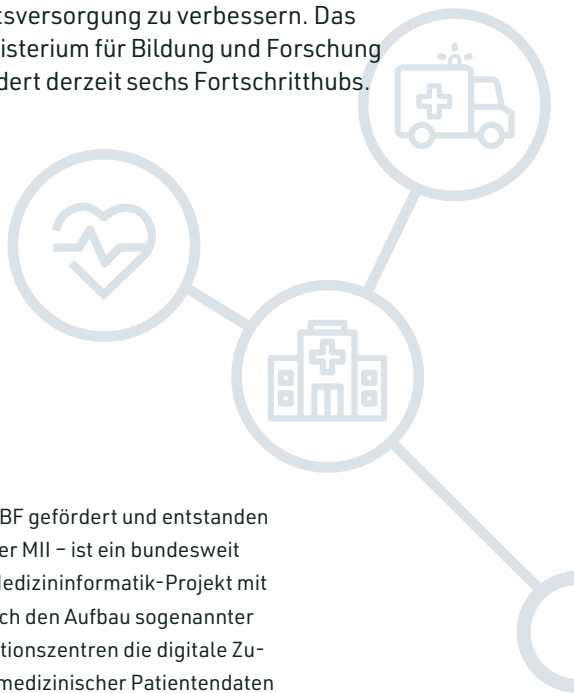 tsversorgung zu verbessern. Das
isterium für Bildung und Forschung
dert derzeit sechs Fortschritthubs.
BF gefördert und entstanden
er MII – ist ein bundesweit
Medizininformatik-Projekt mit
ch den Aufbau sogenannter
tionszentren die digitale Zu-
medizinischer Patientendaten